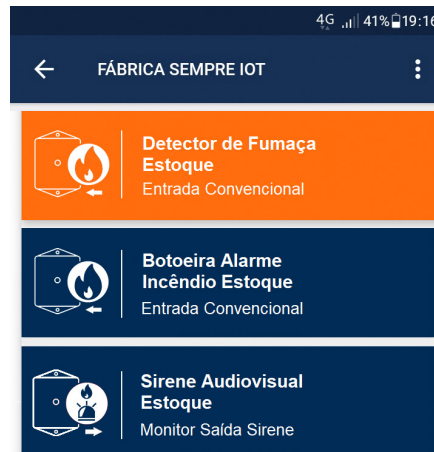 4G 41% 19:16
FÁBRICA SEMPRE IOT
Detector de Fumaça
Estoque
Entrada Convencional
Botoeira Alarme
Incêndio Estoque
Entrada Convencional
Sirene Audiovisual
Estoque
Monitor Saída Sirene